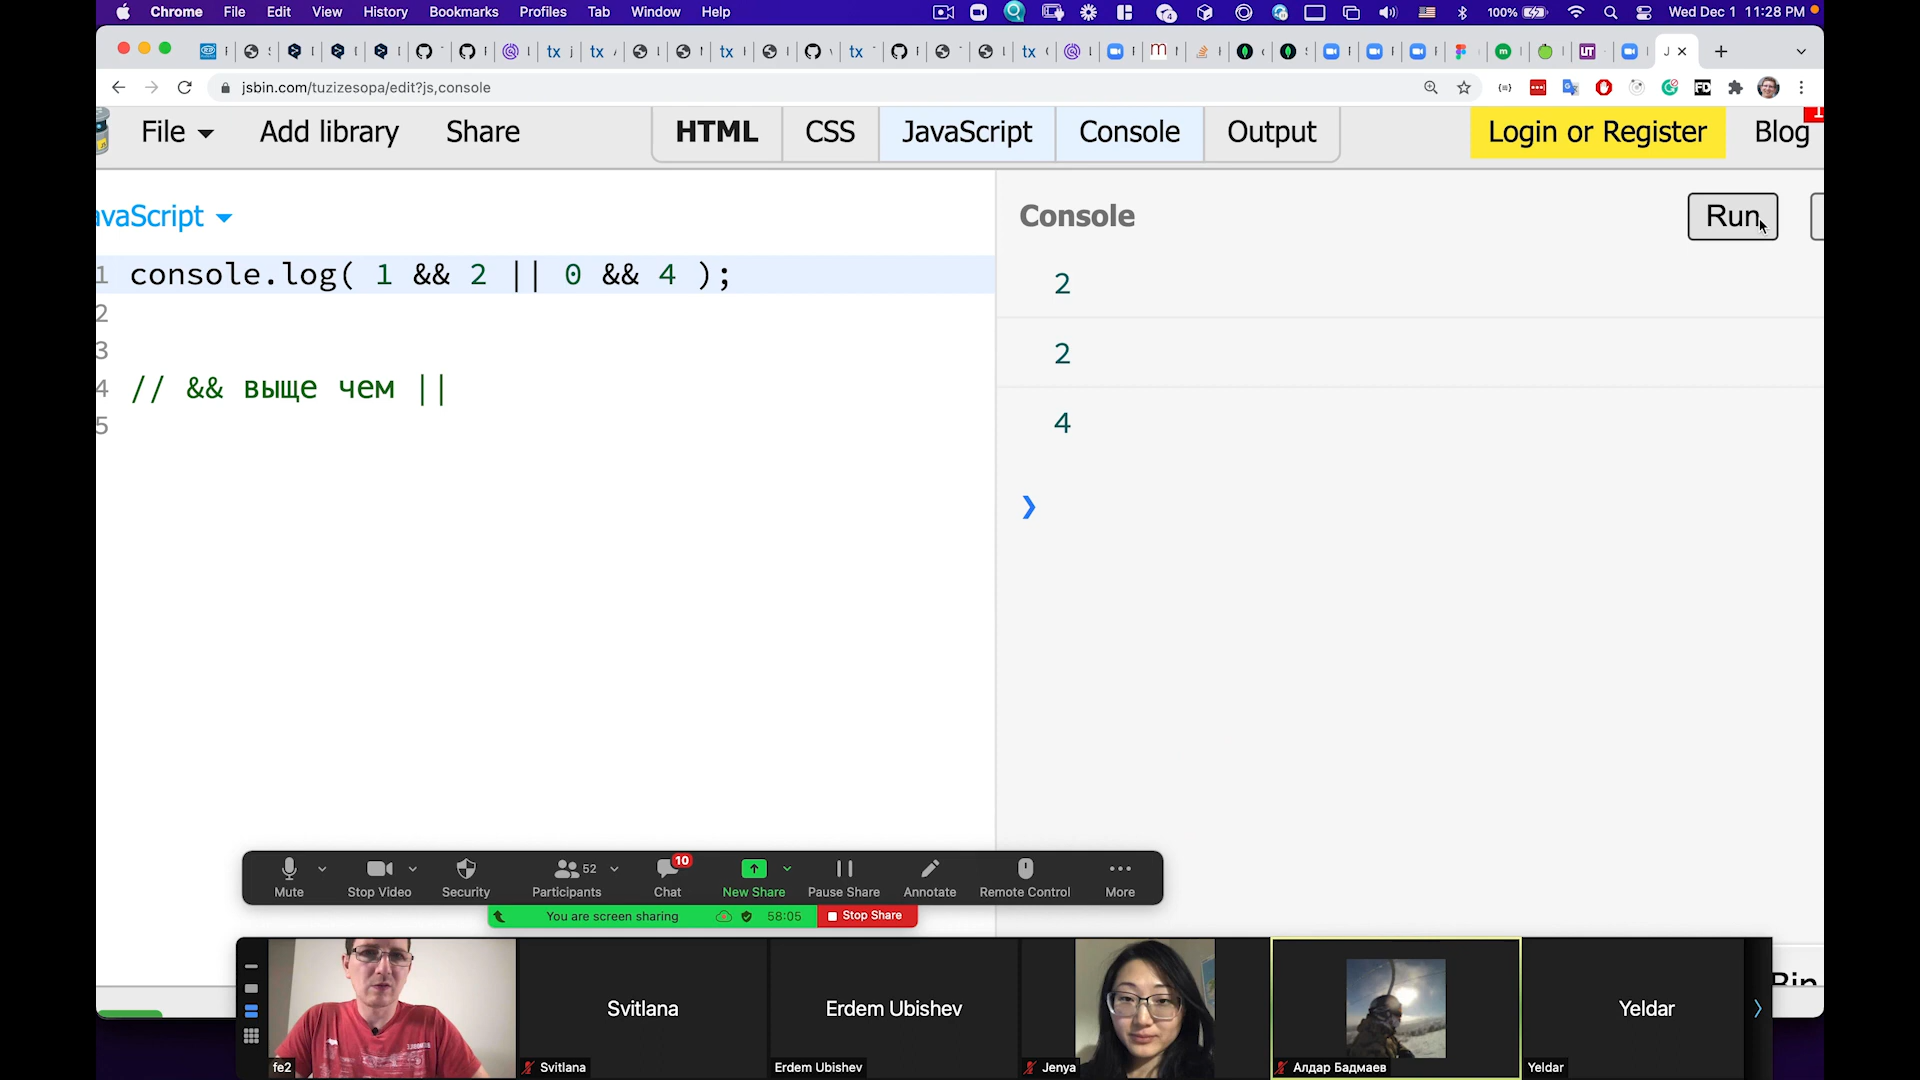 Chrome File Edit View History Bookmarks Profiles Tab Window Help 100% Wed Dec 1 11:28 PM
jsbin.com/tuzizesopa/edit?js,console
File Add library Share HTML CSS JavaScript Console Output Login or Register Blog
avaScript
Console
Run
1 console.log( 1 && 2 || 0 && 4 );
2
3
4 // && выще чем ||
5
2
2
4
Mute Stop Video Security Participants 52 Chat 10 New Share Pause Share Annotate Remote Control More
You are screen sharing 58:05 Stop Share
Bin
Svitlana
Erdem Ubishev
Yeldar
fe2 Svitlana Erdem Ubishev Jenya Алдар Бадмаев Yeldar